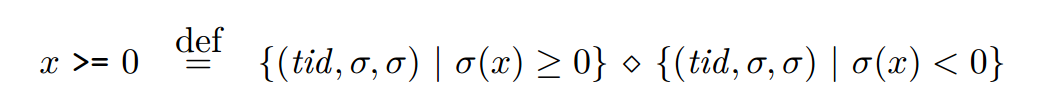 x >= 0 def= {(tid, σ, σ) | σ(x) ≥ 0} ⋄ {(tid, σ, σ) | σ(x) < 0}